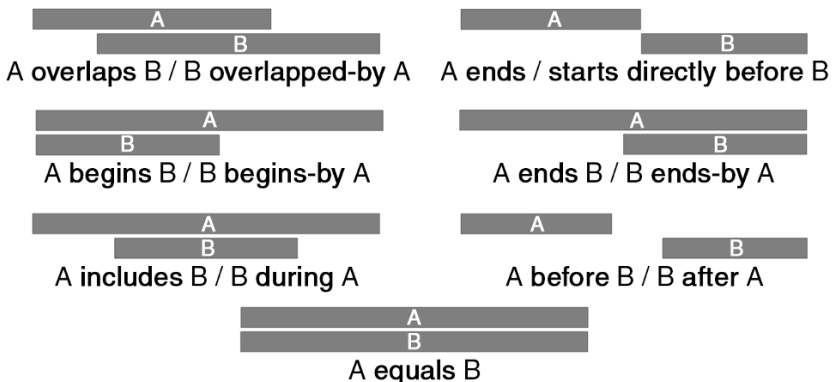 A
B
A overlaps B / B overlapped-by A
A
B
A ends / starts directly before B
A
B
A begins B / B begins-by A
A
B
A ends B / B ends-by A
A
B
A includes B / B during A
A
B
A before B / B after A
A
B
A equals B